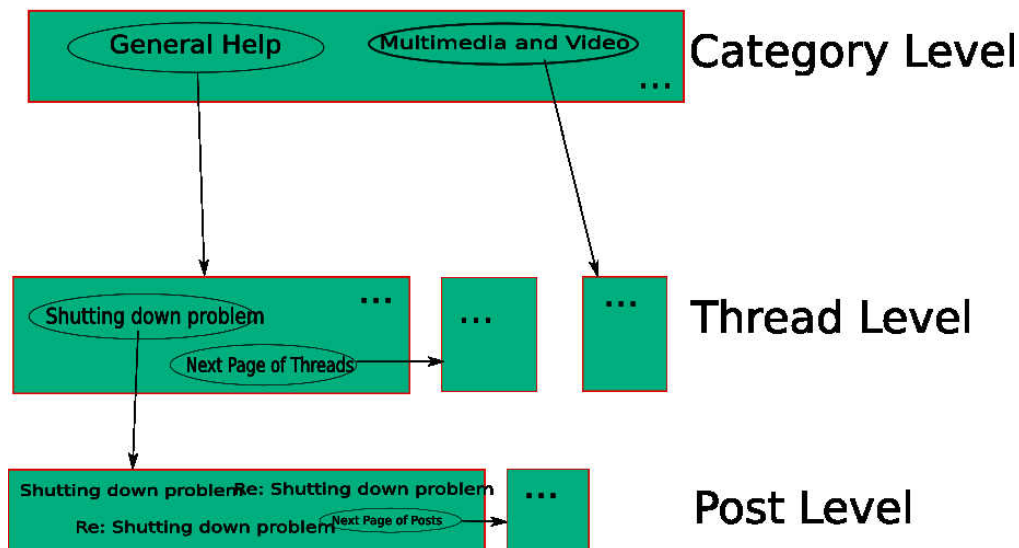 General Help
Multimedia and Video
...
Category Level
Shutting down problem
...
Next Page of Threads
...
...
Thread Level
Shutting down problem
Re: Shutting down problem
Re: Shutting down problem
Next Page of Posts
...
Post Level